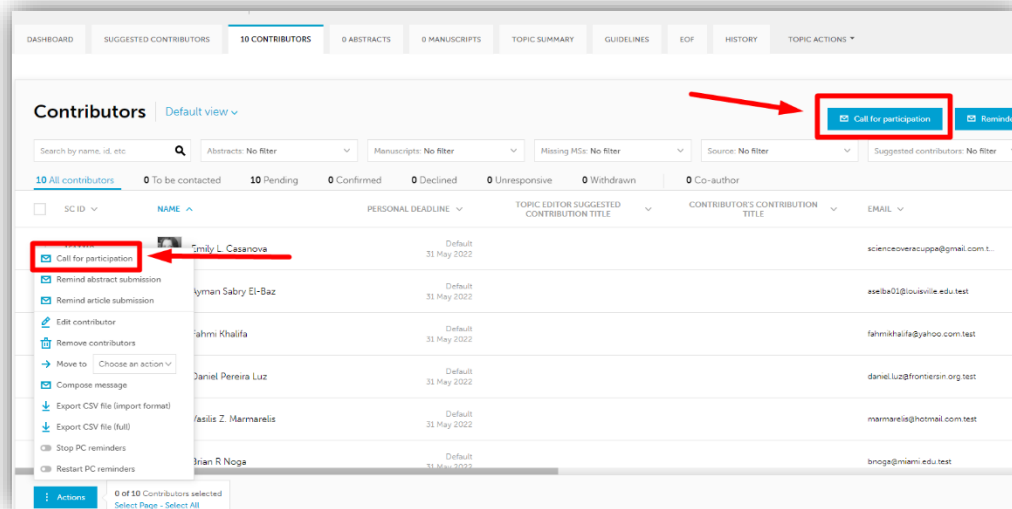 DASHBOARD SUGGESTED CONTRIBUTORS 10 CONTRIBUTORS 0 ABSTRACTS 0 MANUSCRIPTS TOPIC SUMMARY GUIDELINES EOF HISTORY TOPIC ACTIONS
Contributors Default view
Call for participation Reminde
Search by name, id, etc Abstracts: No filter Manuscripts: No filter Missing MSs: No filter Source: No filter Suggested contributors: No filter
10 All contributors 0 To be contacted 10 Pending 0 Confirmed 0 Declined 0 Unresponsive 0 Withdrawn 0 Co-author
SC ID NAME PERSONAL DEADLINE TOPIC EDITOR SUGGESTED CONTRIBUTION TITLE CONTRIBUTOR'S CONTRIBUTION TITLE EMAIL
Emily L. Casanova Default 31 May 2022 scienceoveracuppa@gmail.com.t...
Call for participation
Remind abstract submission
Ayman Sabry El-Baz Default 31 May 2022 aselba01@louisville.edu.test
Remind article submission
Edit contributor
Fahmi Khalifa Default 31 May 2022 fahmikhalifa@yahoo.com.test
Remove contributors
Move to Choose an action
Daniel Pereira Luz Default 31 May 2022 daniel.luz@frontiersin.org.test
Compose message
Export CSV file (import format)
Vasilis Z. Marmarelis Default 31 May 2022 marmarelis@hotmail.com.test
Export CSV file (full)
Stop PC reminders
Brian R Noga Default 31 May 2022 bnoga@miami.edu.test
Restart PC reminders
Actions 0 of 10 Contributors selected
Select Page - Select All